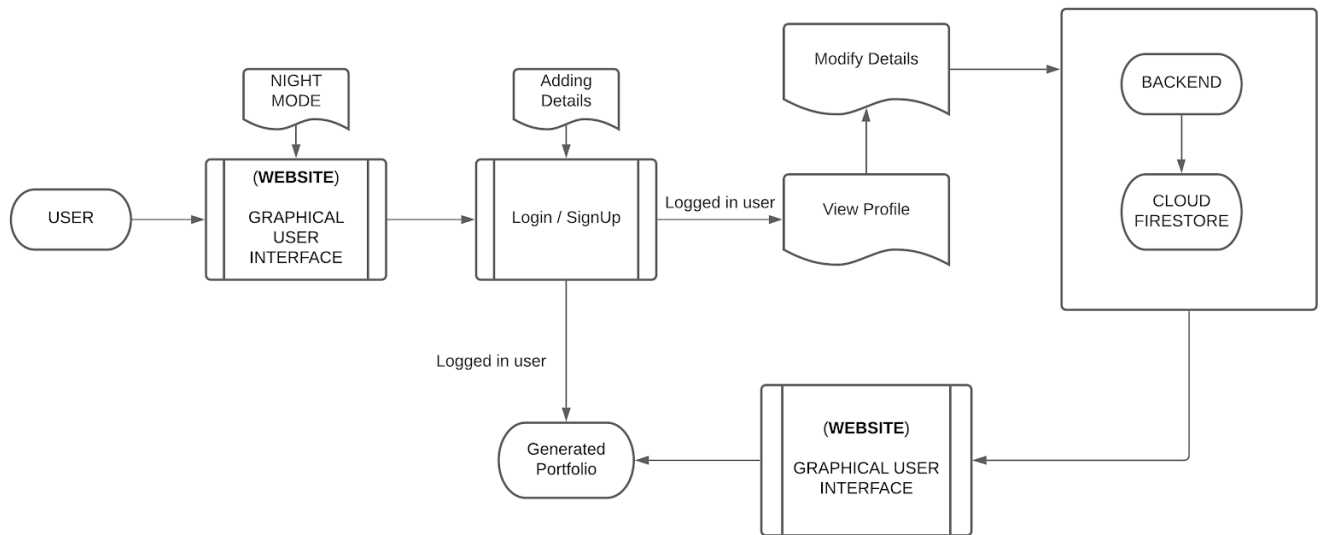 USER
NIGHT
MODE
(WEBSITE)
GRAPHICAL
USER
INTERFACE
Adding
Details
Login / SignUp
Logged in user
View Profile
Modify Details
BACKEND
CLOUD
FIRESTORE
Logged in user
Generated
Portfolio
(WEBSITE)
GRAPHICAL USER
INTERFACE